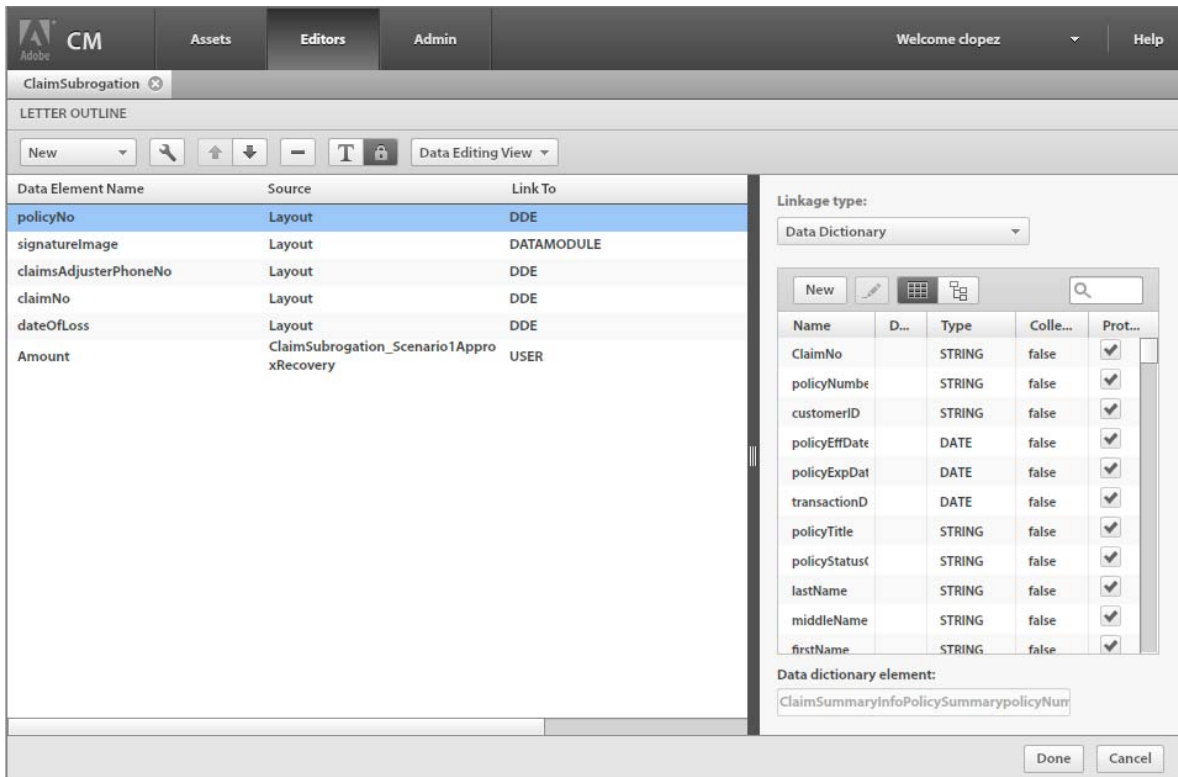 Adobe CM Assets Editors Admin Welcome clopez Help
ClaimSubrogation
LETTER OUTLINE
New T Data Editing View
Data Element Name Source Link To
policyNo Layout DDE
signatureImage Layout DATAMODULE
claimsAdjusterPhoneNo Layout DDE
claimNo Layout DDE
dateOfLoss Layout DDE
Amount ClaimSubrogation_Scenario1Appro
xRecovery USER
Linkage type:
Data Dictionary
New
Name D... Type Colle... Prot...
ClaimNo STRING false
policyNumbe STRING false
customerID STRING false
policyEffDate DATE false
policyExpDat DATE false
transactionD DATE false
policyTitle STRING false
policyStatus STRING false
lastName STRING false
middleName STRING false
firstName STRING false
Data dictionary element:
ClaimSummaryInfoPolicySummarypolicyNum
Done Cancel